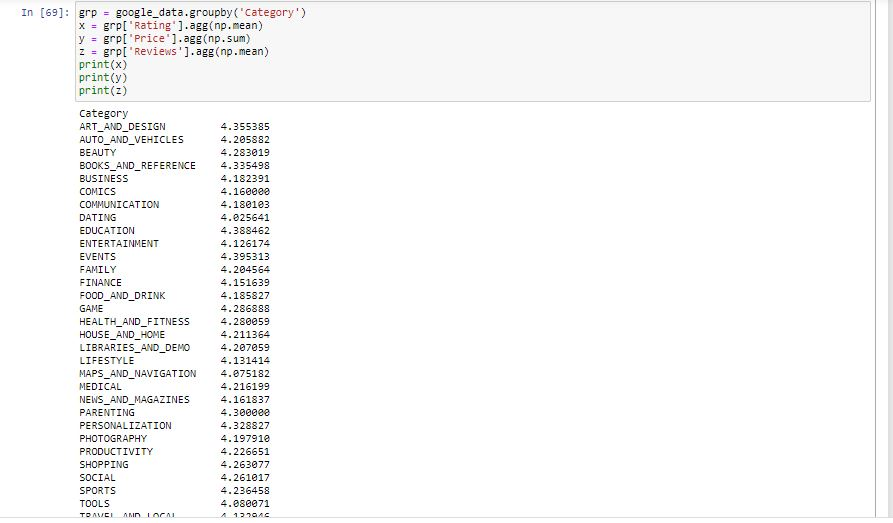 In [69]: grp = google_data.groupby('Category')
x = grp['Rating'].agg(np.mean)
y = grp['Price'].agg(np.sum)
z = grp['Reviews'].agg(np.mean)
print(x)
print(y)
print(z)
Category
ART_AND_DESIGN 4.355385
AUTO_AND_VEHICLES 4.205882
BEAUTY 4.283019
BOOKS_AND_REFERENCE 4.335498
BUSINESS 4.182391
COMICS 4.160000
COMMUNICATION 4.180103
DATING 4.025641
EDUCATION 4.388462
ENTERTAINMENT 4.126174
EVENTS 4.395313
FAMILY 4.204564
FINANCE 4.151639
FOOD_AND_DRINK 4.185827
GAME 4.286888
HEALTH_AND_FITNESS 4.280059
HOUSE_AND_HOME 4.211364
LIBRARIES_AND_DEMO 4.207059
LIFESTYLE 4.131414
MAPS_AND_NAVIGATION 4.075182
MEDICAL 4.216199
NEWS_AND_MAGAZINES 4.161837
PARENTING 4.300000
PERSONALIZATION 4.328827
PHOTOGRAPHY 4.197910
PRODUCTIVITY 4.226651
SHOPPING 4.263077
SOCIAL 4.261017
SPORTS 4.236458
TOOLS 4.080071
TRAVEL_AND_LOCAL